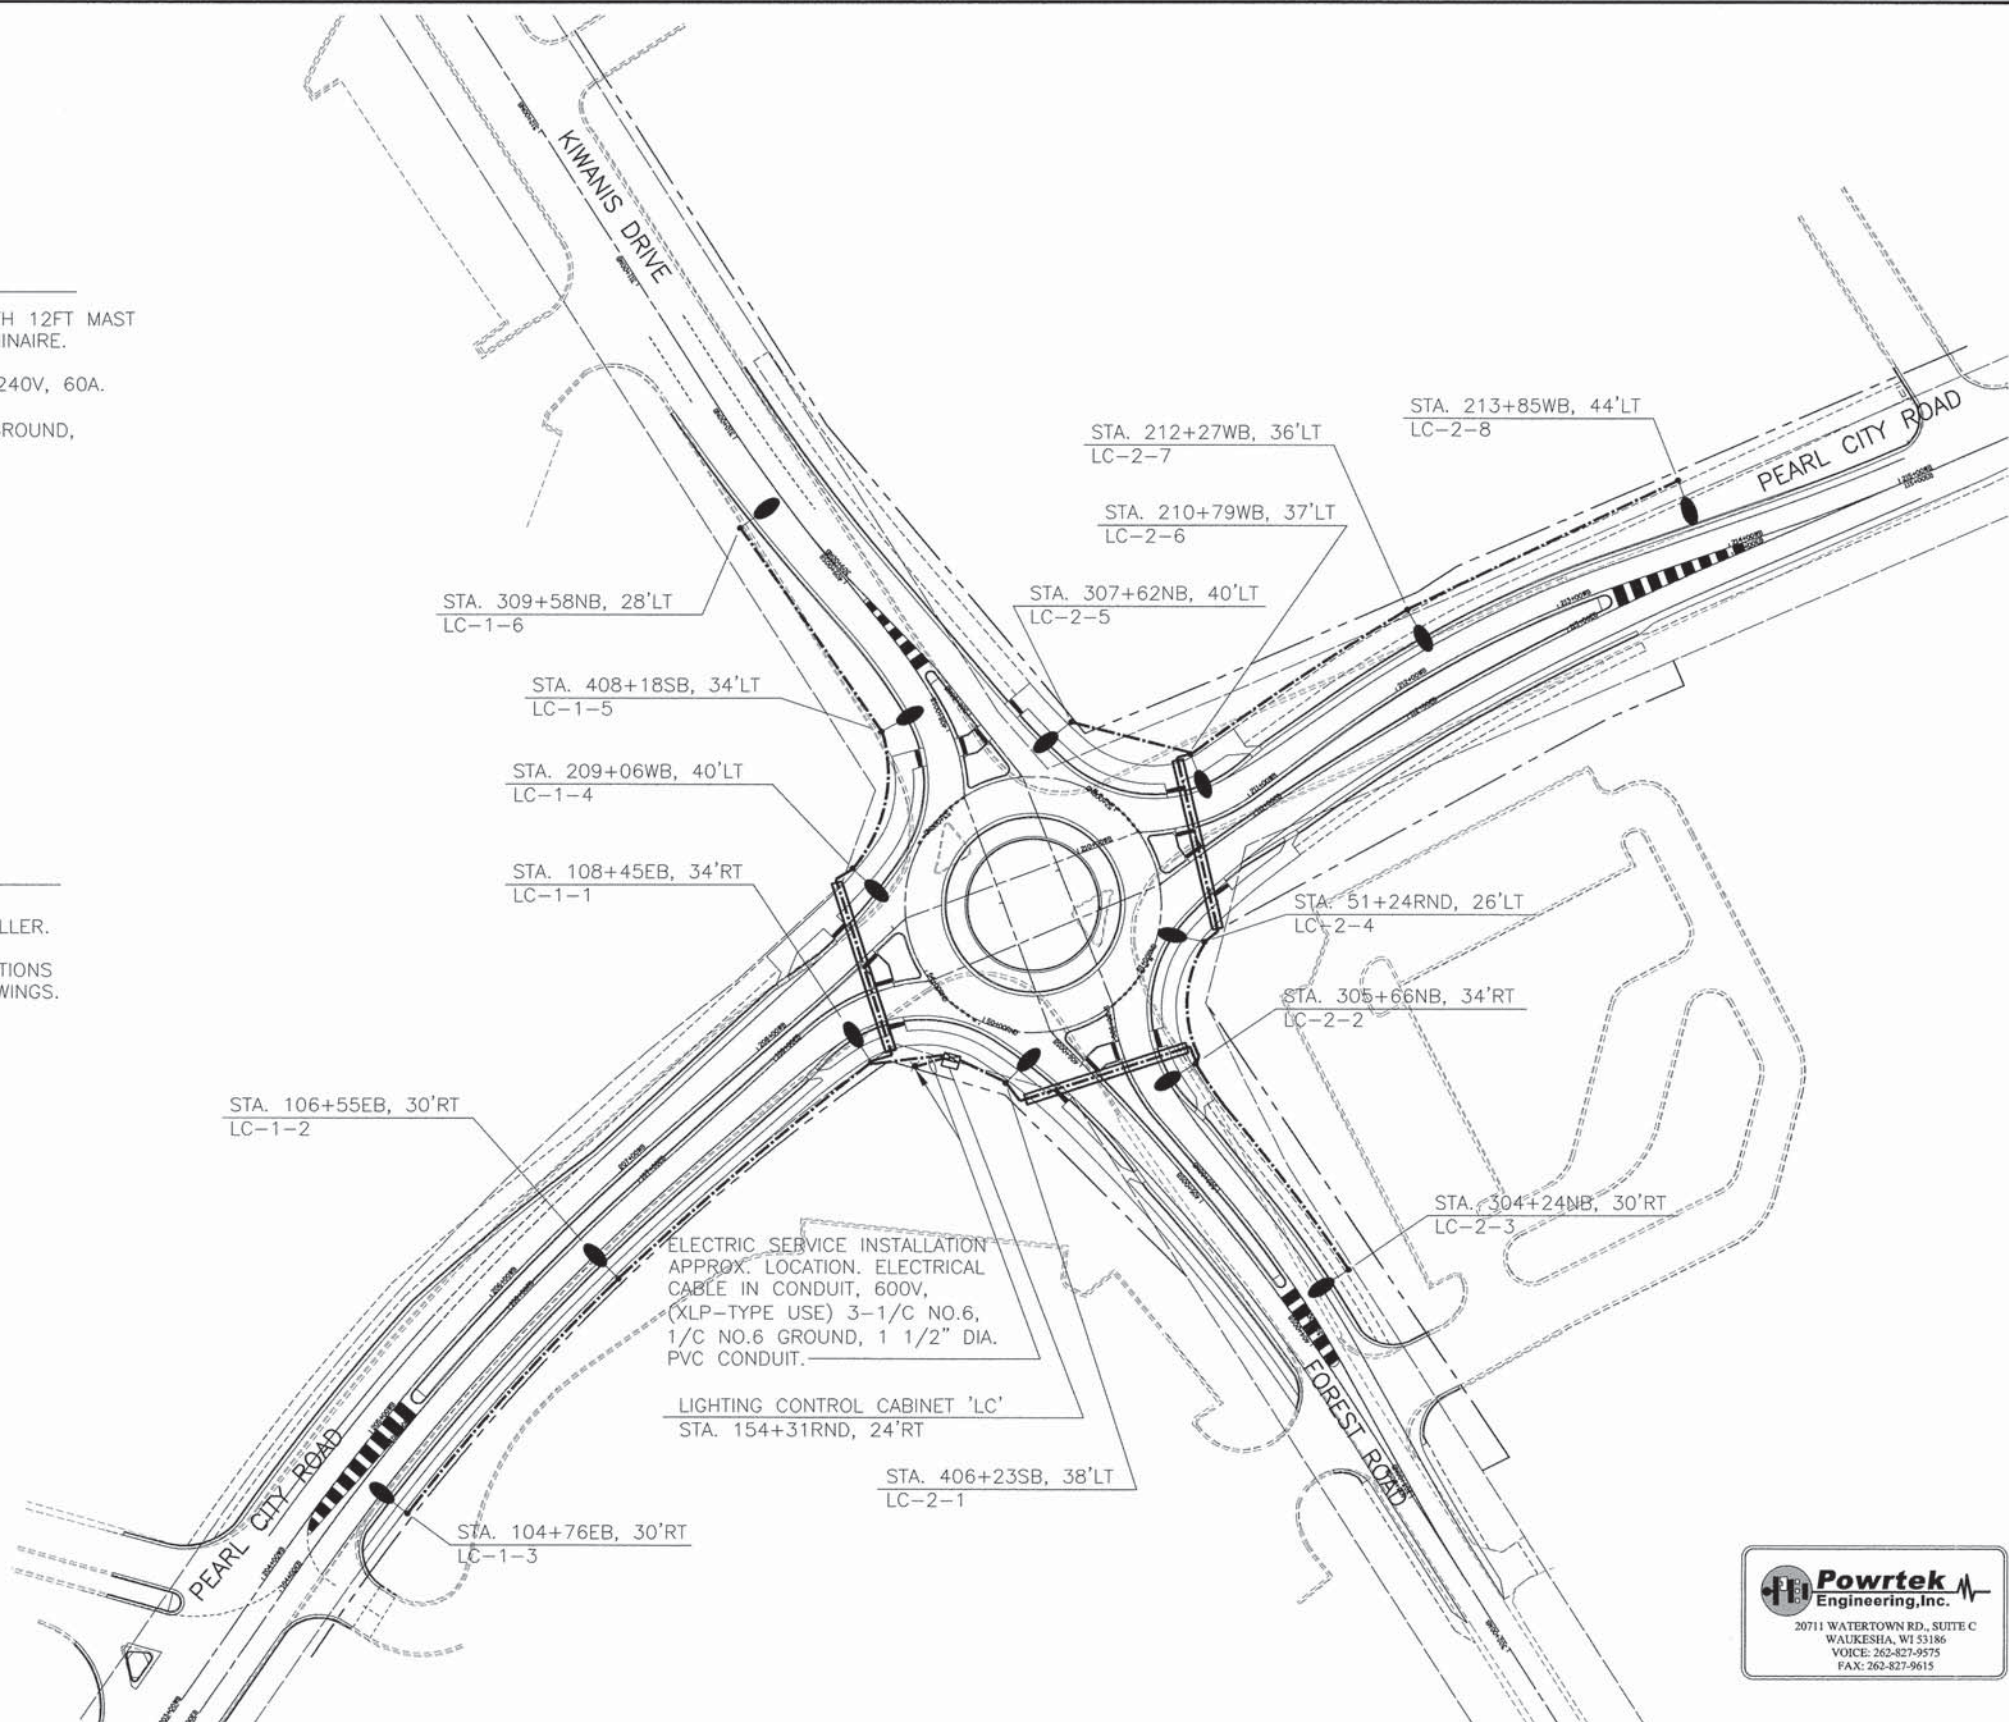 KIWANIS DRIVE
H 12FT MAST
INAIRE.
240V, 60A.
ROUND,
STA. 213+85WB, 44'LT
LC-2-8
PEARL CITY ROAD
STA. 212+27WB, 36'LT
LC-2-7
STA. 210+79WB, 37'LT
LC-2-6
STA. 307+62NB, 40'LT
LC-2-5
STA. 309+58NB, 28'LT
LC-1-6
STA. 408+18SB, 34'LT
LC-1-5
STA. 209+06WB, 40'LT
LC-1-4
STA. 108+45EB, 34'RT
LC-1-1
LLER.
TIONS
WINGS.
STA. 51+24RND, 26'LT
LC-2-4
STA. 305+66NB, 34'RT
LC-2-2
STA. 106+55EB, 30'RT
LC-1-2
STA. 304+24NB, 30'RT
LC-2-3
ELECTRIC SERVICE INSTALLATION
APPROX. LOCATION. ELECTRICAL
CABLE IN CONDUIT, 600V,
(XLP-TYPE USE) 3-1/C NO.6,
1/C NO.6 GROUND, 1 1/2" DIA.
PVC CONDUIT.
LIGHTING CONTROL CABINET 'LC'
STA. 154+31RND, 24'RT
STA. 406+23SB, 38'LT
LC-2-1
FOREST ROAD
PEARL CITY ROAD
STA. 104+76EB, 30'RT
LC-1-3
Powrtek
Engineering,Inc.
20711 WATERTOWN RD., SUITE C
WAUKESHA, WI 53186
VOICE: 262-827-9575
FAX: 262-827-9615